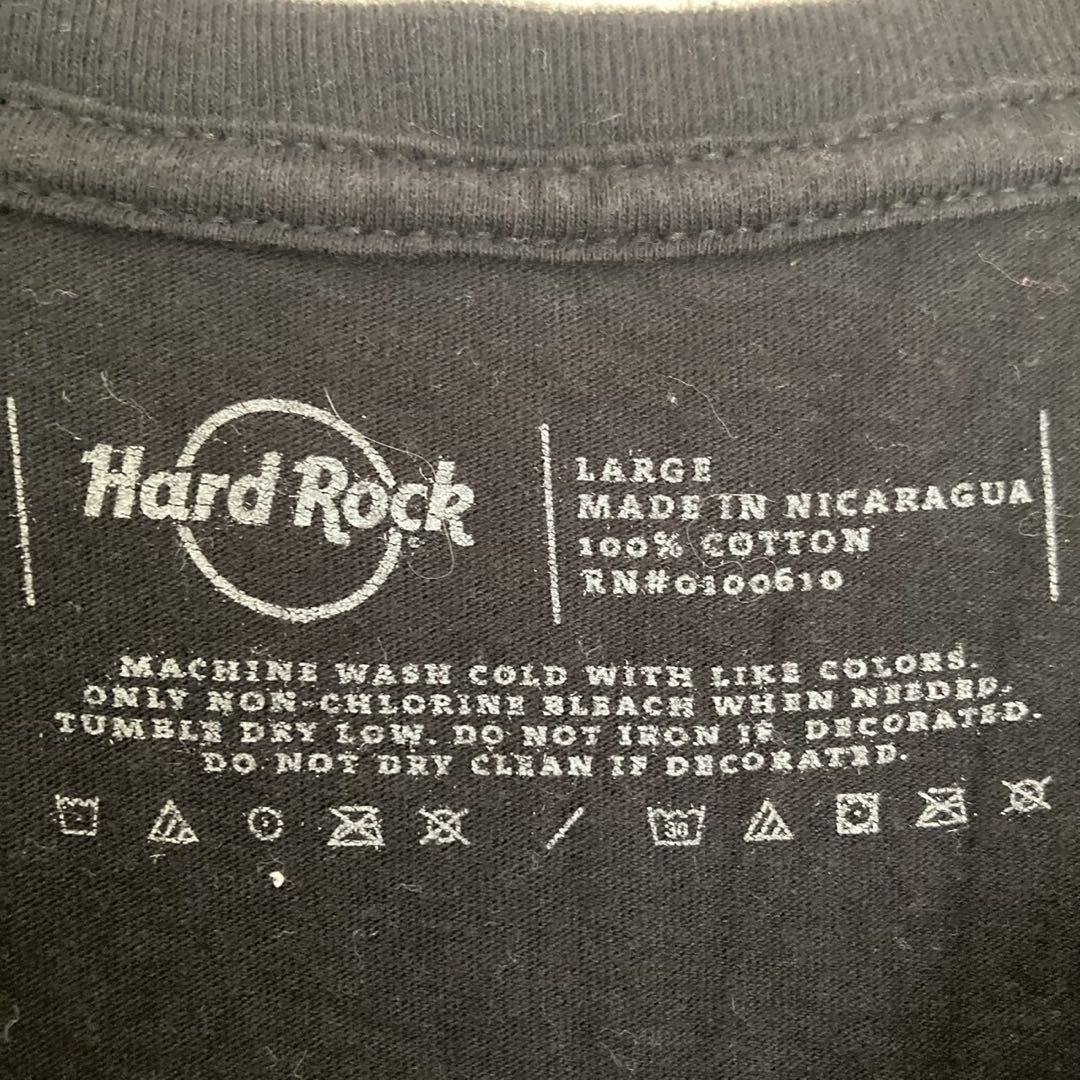 Hard Rock
LARGE
MADE IN NICARAGUA
100% COTTON
RN#0100610
MACHINE WASH COLD WITH LIKE COLORS.
ONLY NON-CHLORINE BLEACH WHEN NEEDED.
TUMBLE DRY LOW. DO NOT IRON IF DECORATED.
DO NOT DRY CLEAN IF DECORATED.
/ 30